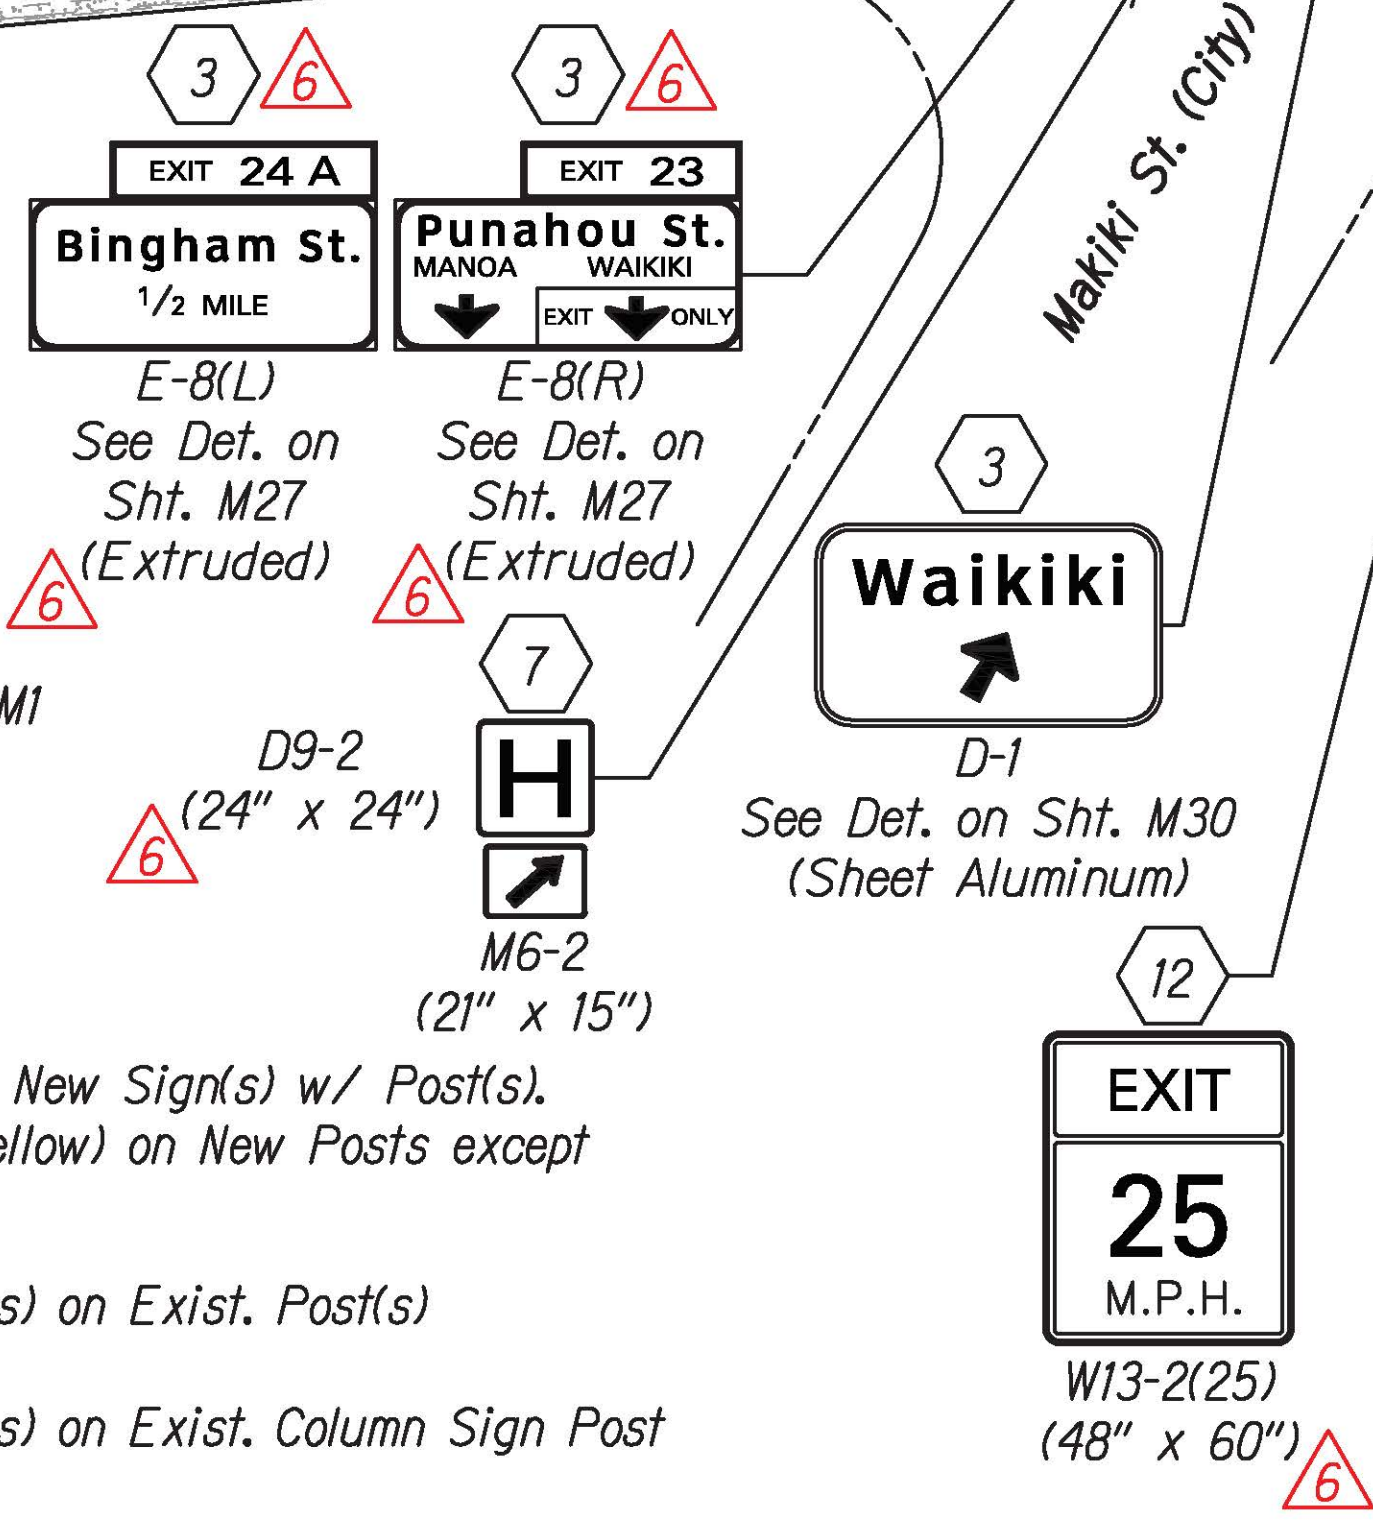 3
6
EXIT 24 A
Bingham St.
1/2 MILE
E-8(L)
See Det. on
Sht. M27
(Extruded)
6
3
6
EXIT 23
Punahou St.
MANOA WAIKIKI
EXIT ONLY
E-8(R)
See Det. on
Sht. M27
(Extruded)
6
Makiki St. (City)
3
Waikiki
D-1
See Det. on Sht. M30
(Sheet Aluminum)
M1
7
D9-2
(24" x 24")
6
H
M6-2
(21" x 15")
12
EXIT
25
M.P.H.
W13-2(25)
(48" x 60")
6
New Sign(s) w/ Post(s).
ellow) on New Posts except
s) on Exist. Post(s)
s) on Exist. Column Sign Post